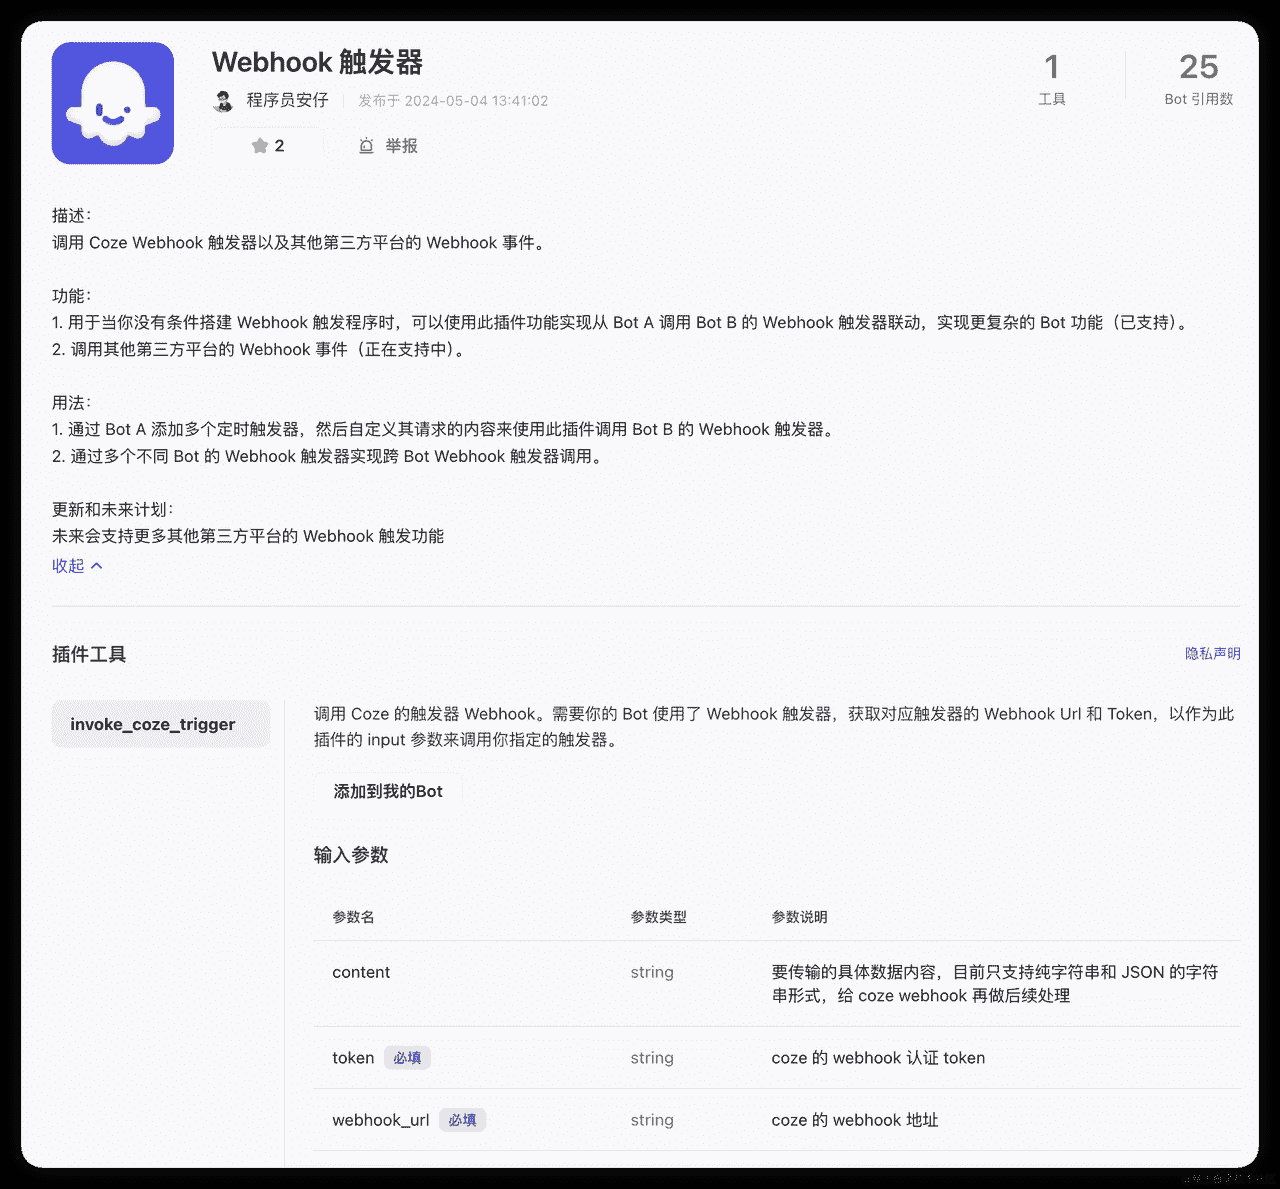 Webhook 触发器
程序员安仔
发布于 2024-05-04 13:41:02
2
举报
1
工具
25
Bot 引用数
描述：
调用 Coze Webhook 触发器以及其他第三方平台的 Webhook 事件。
功能：
1. 用于当你没有条件搭建 Webhook 触发程序时，可以使用此插件功能实现从 Bot A 调用 Bot B 的 Webhook 触发器联动，实现更复杂的 Bot 功能（已支持）。
2. 调用其他第三方平台的 Webhook 事件（正在支持中）。
用法：
1. 通过 Bot A 添加多个定时触发器，然后自定义其请求的内容来使用此插件调用 Bot B 的 Webhook 触发器。
2. 通过多个不同 Bot 的 Webhook 触发器实现跨 Bot Webhook 触发器调用。
更新和未来计划：
未来会支持更多其他第三方平台的 Webhook 触发功能
收起
插件工具
隐私声明
invoke_coze_trigger
调用 Coze 的触发器 Webhook。需要你的 Bot 使用了 Webhook 触发器，获取对应触发器的 Webhook Url 和 Token，以作为此
插件的 input 参数来调用你指定的触发器。
添加到我的Bot
输入参数
参数名 参数类型 参数说明
content string 要传输的具体数据内容，目前只支持纯字符串和 JSON 的字符
串形式，给 coze webhook 再做后续处理
token 必填 string coze 的 webhook 认证 token
webhook_url 必填 string coze 的 webhook 地址